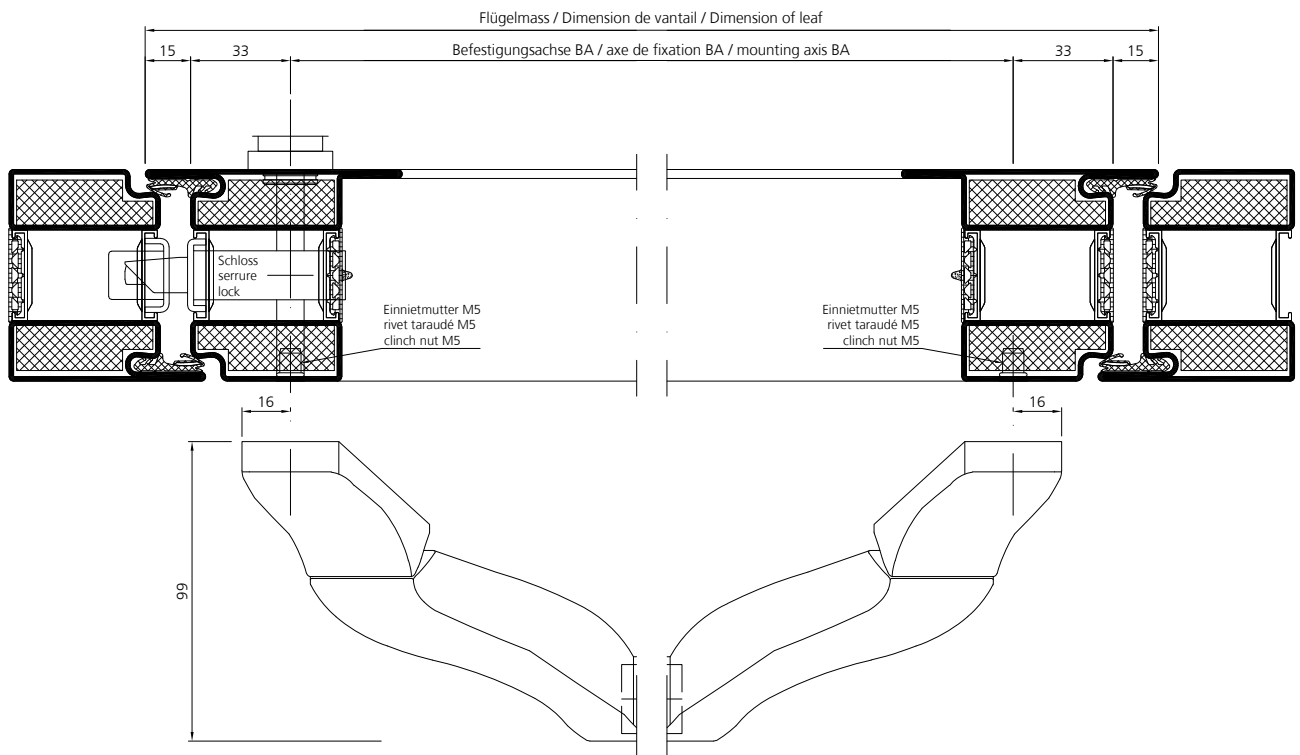 Flügelmass / Dimension de vantail / Dimension of leaf
15
33
Befestigungsachse BA / axe de fixation BA / mounting axis BA
33
15
Schloss
serrure
lock
Einnietmutter M5
rivet taraudé M5
clinch nut M5
Einnietmutter M5
rivet taraudé M5
clinch nut M5
16
16
99